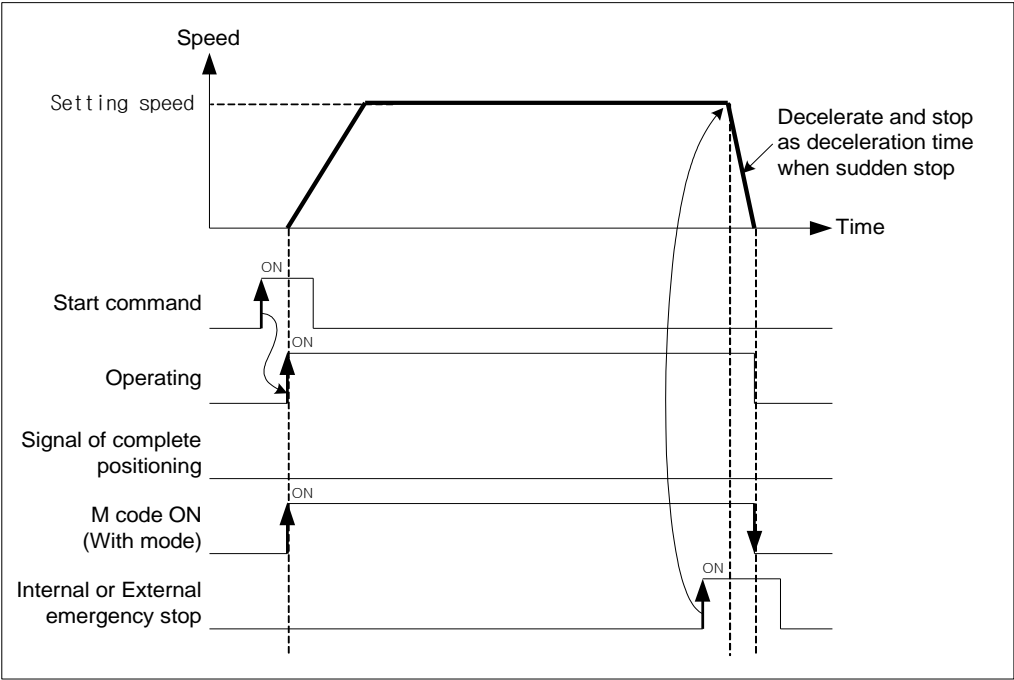 Speed
Setting speed
Decelerate and stop
as deceleration time
when sudden stop
Time
ON
Start command
ON
Operating
Signal of complete
positioning
ON
M code ON
(With mode)
ON
Internal or External
emergency stop